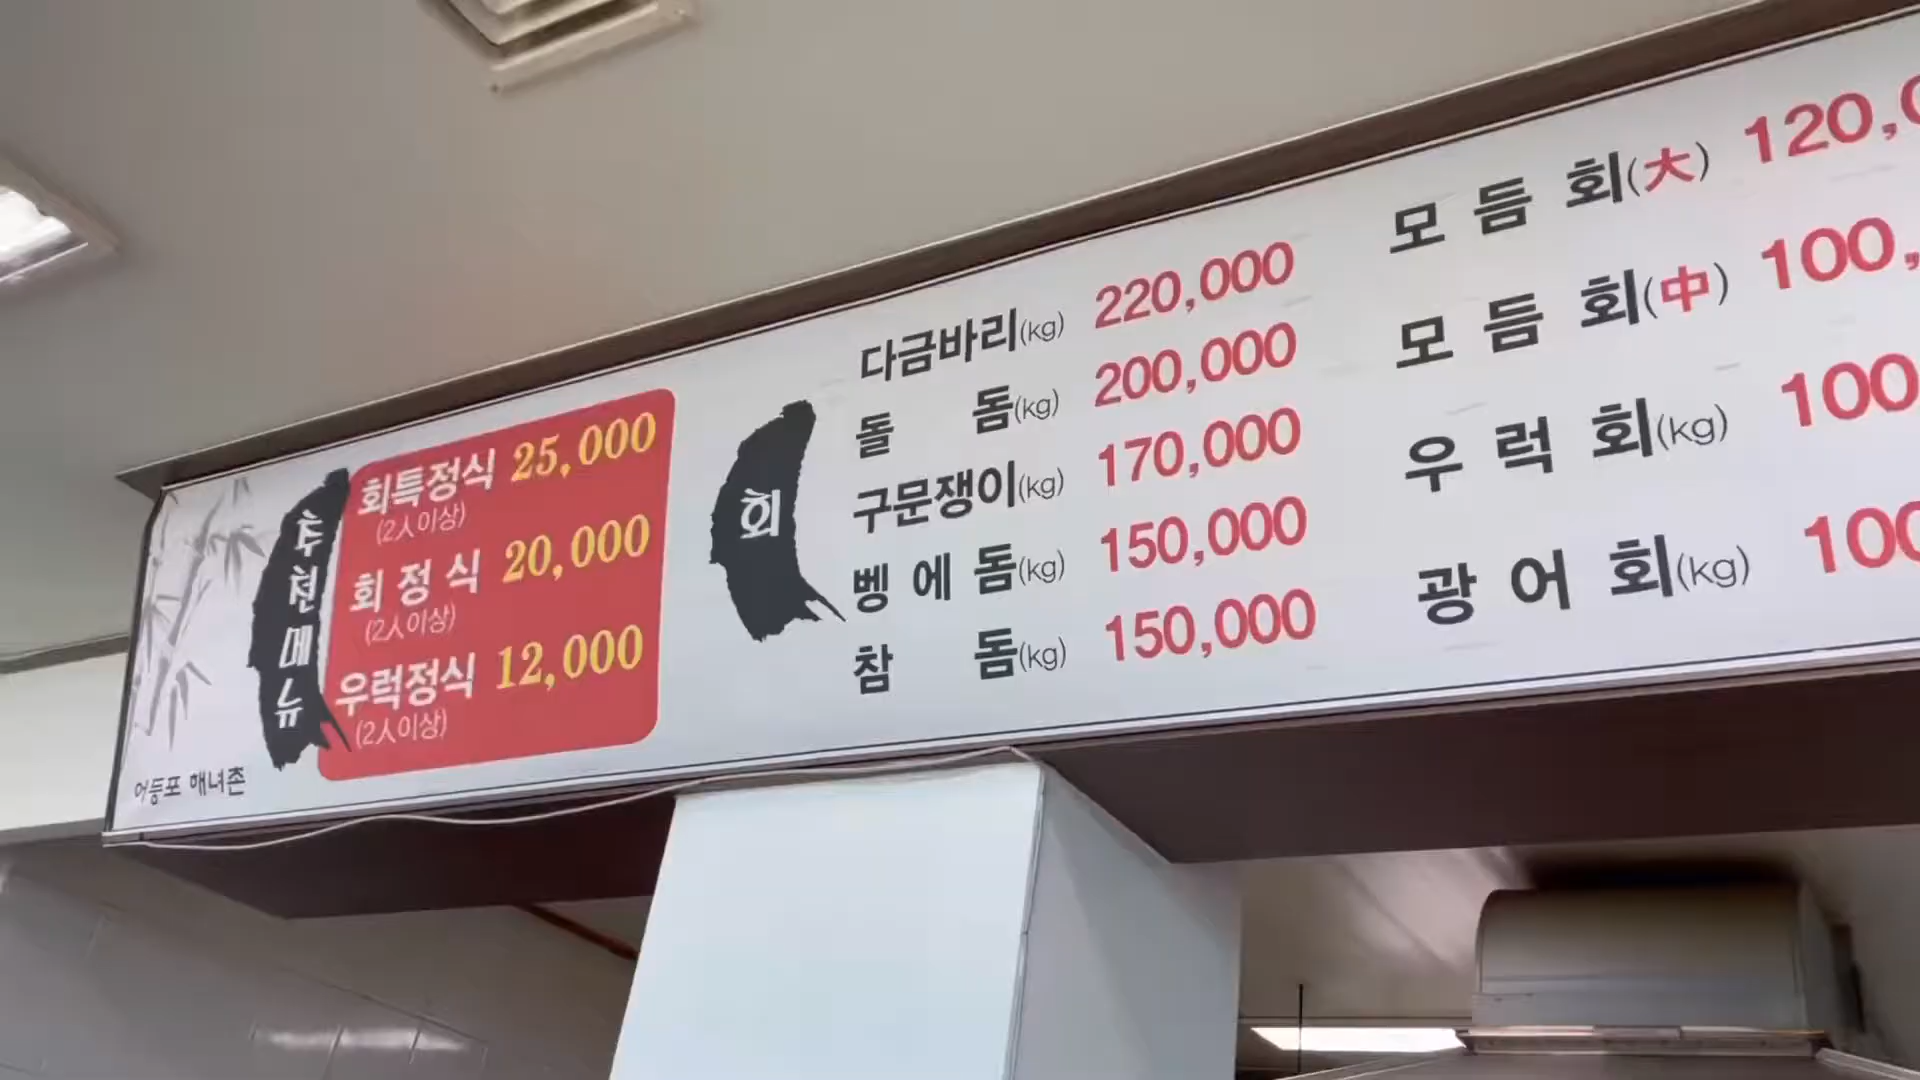 추천메뉴
회특정식 25,000
(2人이상)
회 정 식 20,000
(2人이상)
우럭정식 12,000
(2人이상)
어등포 해녀촌
회
다금바리(kg) 220,000
돌 돔(kg) 200,000
구문쟁이(kg) 170,000
벵에돔(kg) 150,000
참 돔(kg) 150,000
모 듬 회(大) 120,0
모 듬 회(中) 100,
우 럭 회(kg) 100
광 어 회(kg) 100